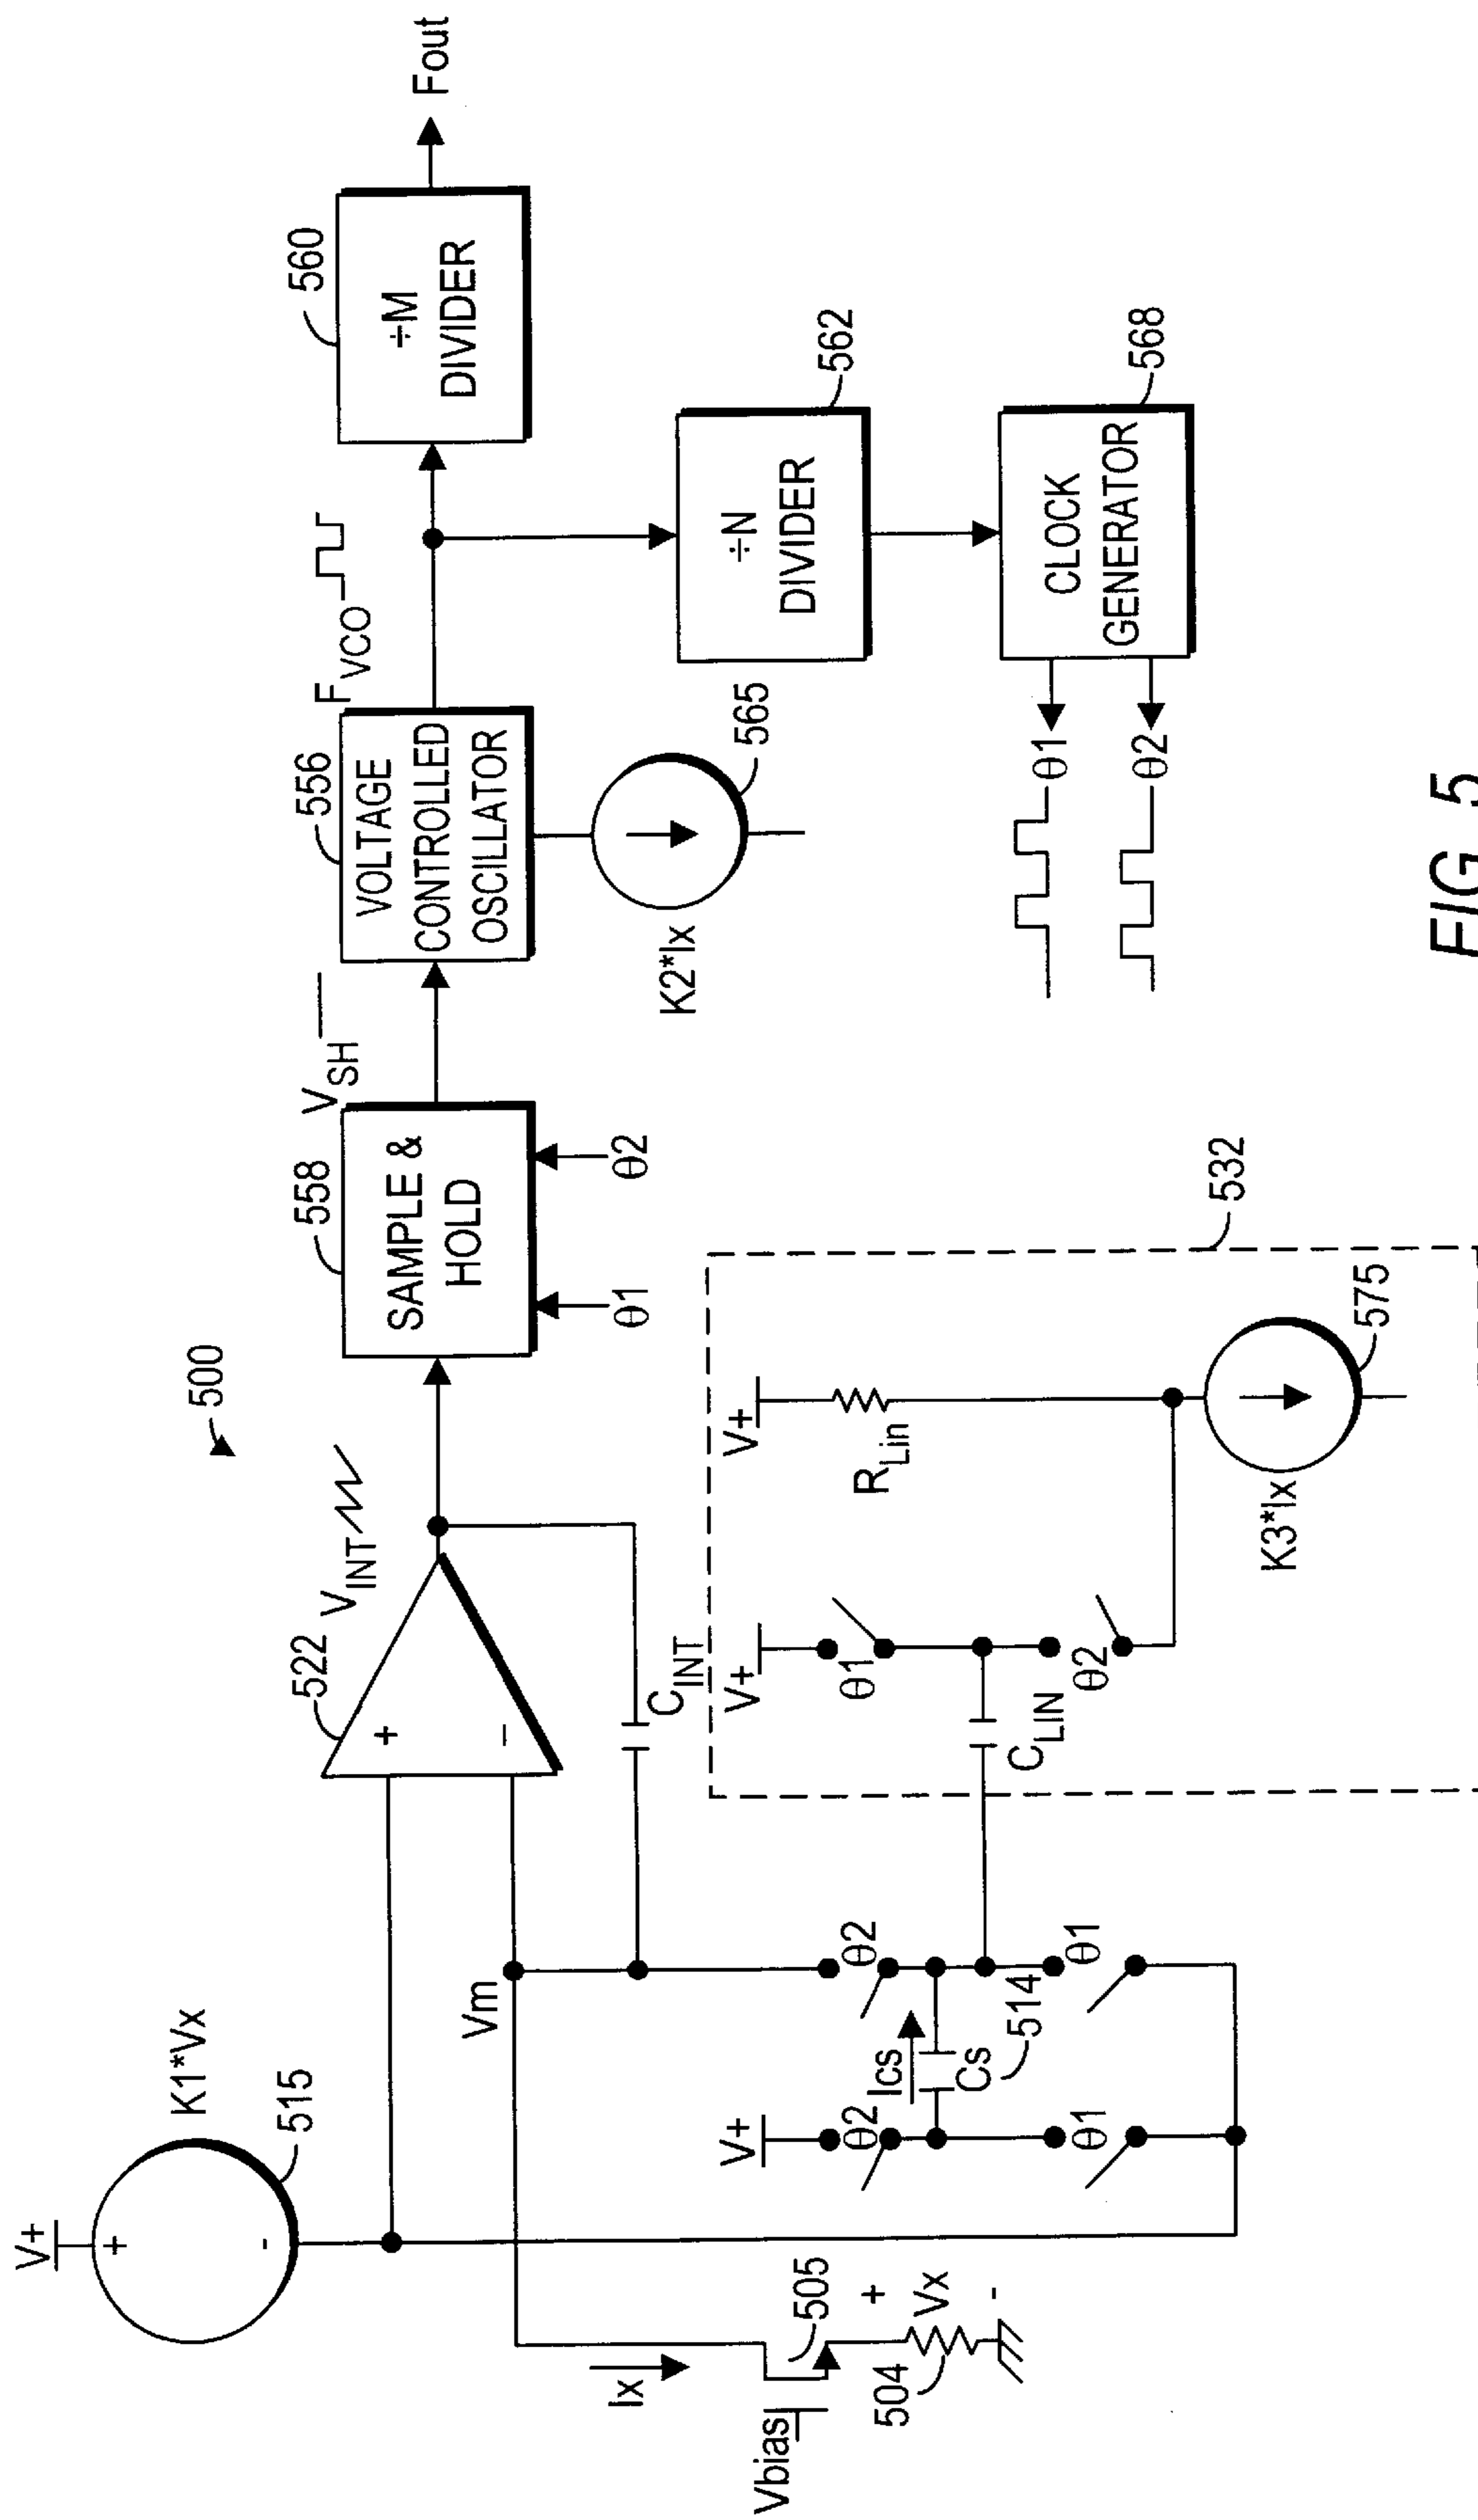 500
V+
+
-
K1*Vx
515
522
+
-
VINT
558
SAMPLE &
HOLD
θ1
θ2
VSH
556
VOLTAGE
CONTROLLED
OSCILLATOR
FVCO
560
÷M
DIVIDER
Fout
K2*Ix
565
÷N
DIVIDER
562
Vm
CINT
Ix
Vbias
505
504
+
Vx
-
V+
θ2
θ2
Ics
Cs
514
θ1
θ1
V+
θ1
CLIN
θ2
V+
RLin
K3*Ix
575
532
CLOCK
GENERATOR
568
θ1
θ2
FIG. 5